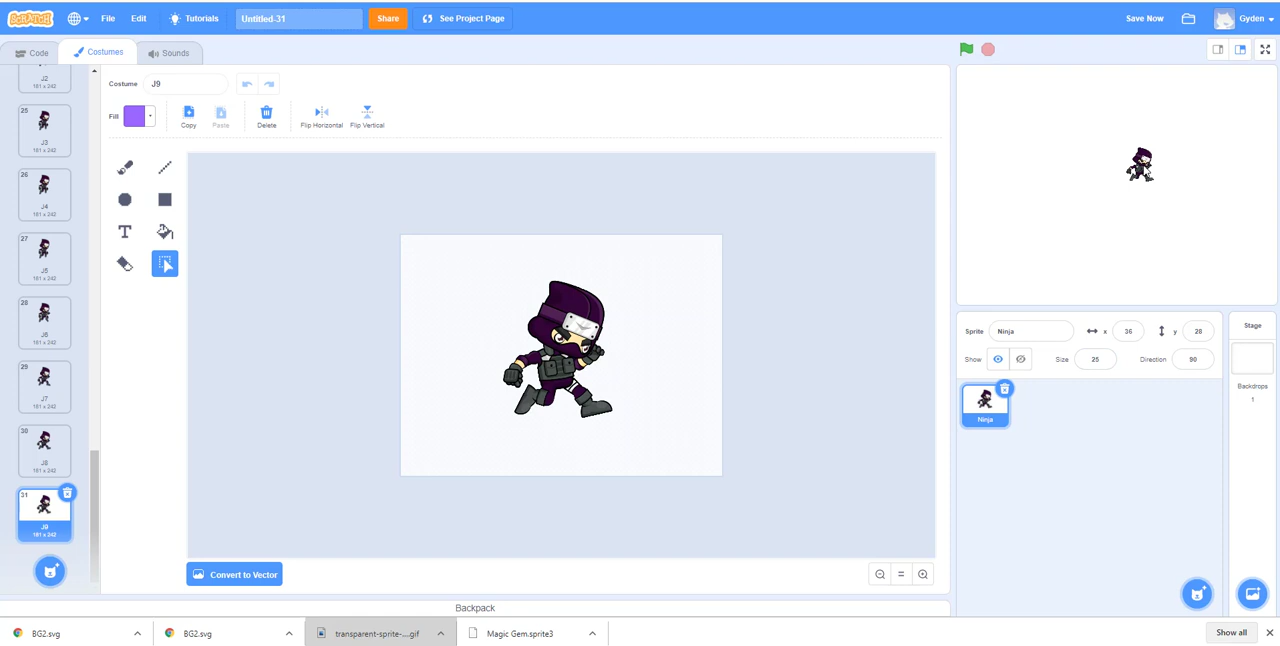 SCRATCH File Edit Tutorials Untitled-31 Share See Project Page Save Now Gyden
Code Costumes Sounds
J2
181 x 242
25
J3
181 x 242
26
J4
181 x 242
27
J5
181 x 242
28
J6
181 x 242
29
J7
181 x 242
30
J8
181 x 242
31
J9
181 x 242
Costume J9
Fill Copy Paste Delete Flip Horizontal Flip Vertical
T
Convert to Vector
Backpack
Sprite Ninja x 36 y 28
Show Size 25 Direction 90
Ninja
Stage
Backdrops
1
BG2.svg BG2.svg transparent-sprite-....gif Magic Gem.sprite3 Show all